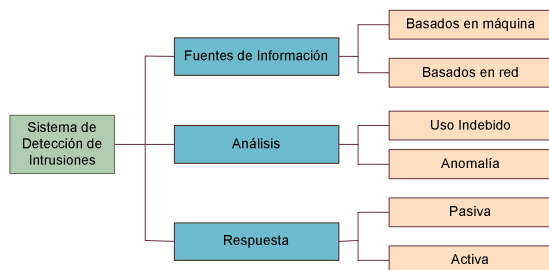 Sistema de
Detección de
Intrusiones
Fuentes de Información
Basados en máquina
Basados en red
Análisis
Uso Indebido
Anomalía
Respuesta
Pasiva
Activa